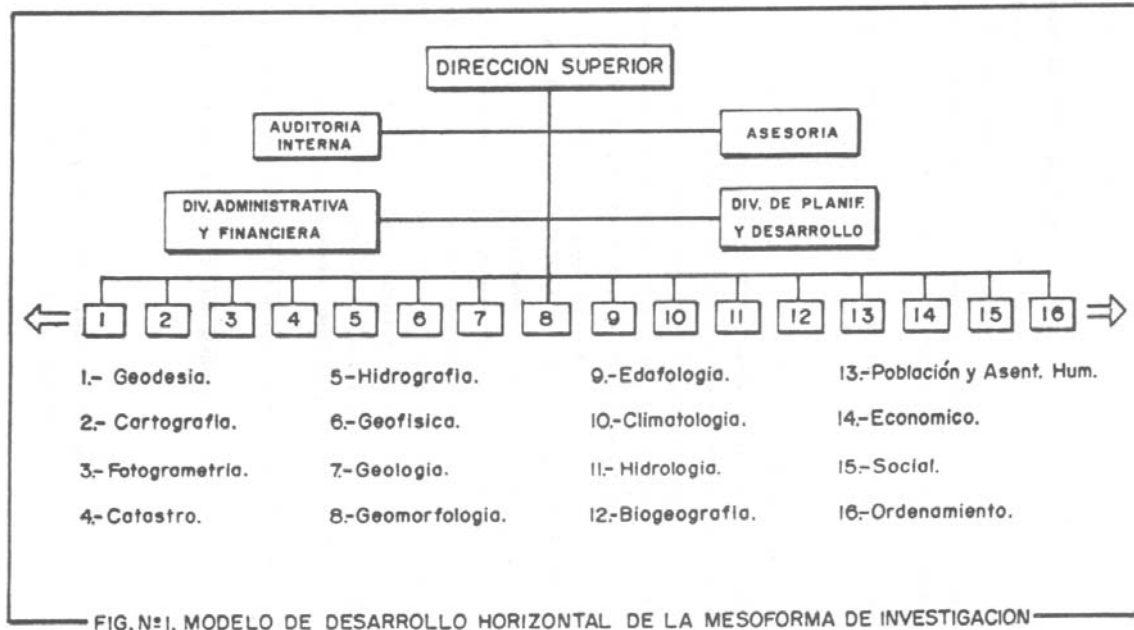 DIRECCION SUPERIOR
AUDITORIA
INTERNA
ASESORIA
DIV. ADMINISTRATIVA
Y FINANCIERA
DIV. DE PLANIF.
Y DESARROLLO
1 2 3 4 5 6 7 8 9 10 11 12 13 14 15 16
1.- Geodesia.
2.- Cartografia.
3.- Fotogrametria.
4.- Catastro.
5.- Hidrografia.
6.- Geofisica.
7.- Geologia.
8.- Geomorfologia.
9.- Edafologia.
10.- Climatologia.
11.- Hidrologia.
12.- Biogeografia.
13.- Población y Asent. Hum.
14.- Economico.
15.- Social.
16.- Ordenamiento.
FIG. Nº 1. MODELO DE DESARROLLO HORIZONTAL DE LA MESOFORMA DE INVESTIGACION